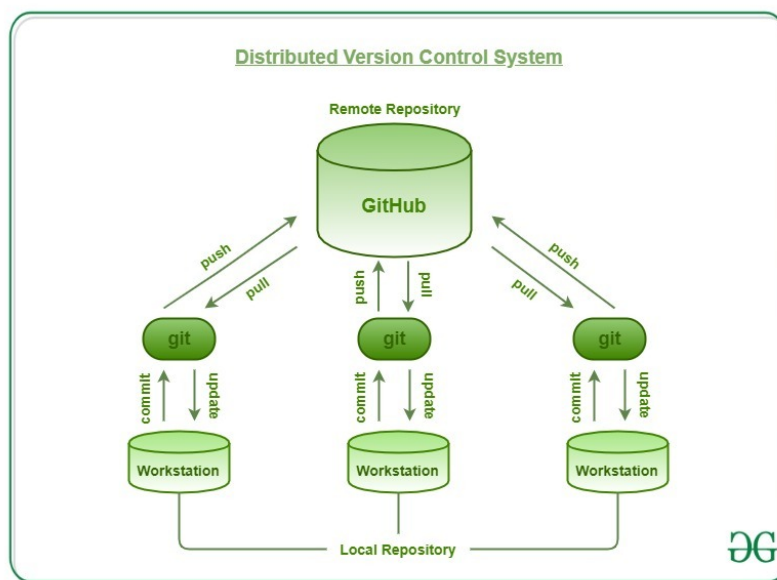 Distributed Version Control System
Remote Repository
GitHub
push
pull
push
pull
push
pull
git
git
git
commit
update
commit
update
commit
update
Workstation
Workstation
Workstation
Local Repository